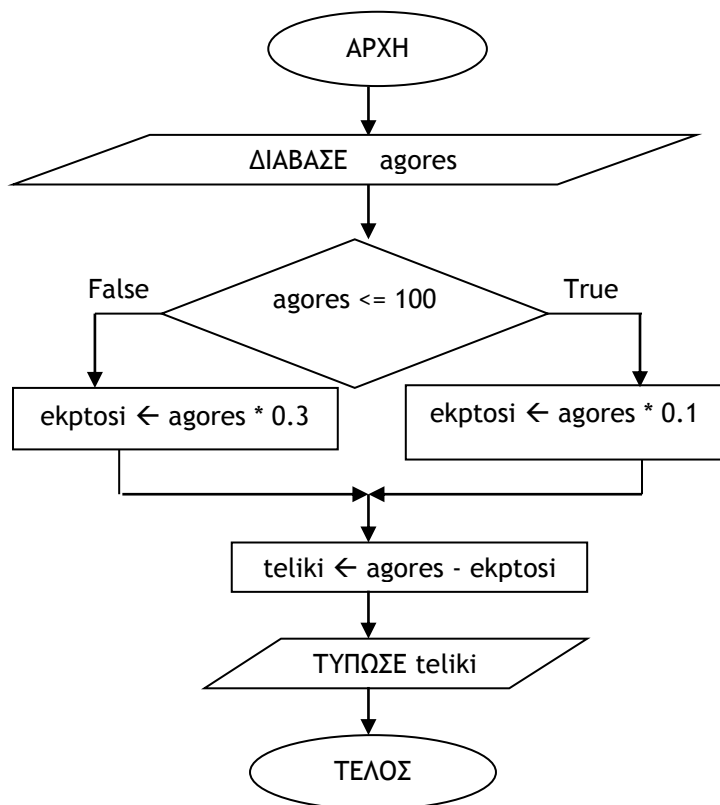 ΑΡΧΗ
ΔΙΑΒΑΣΕ agores
agores <= 100
False
True
ekptosi ← agores * 0.3
ekptosi ← agores * 0.1
teliki ← agores - ekptosi
ΤΥΠΩΣΕ teliki
ΤΕΛΟΣ